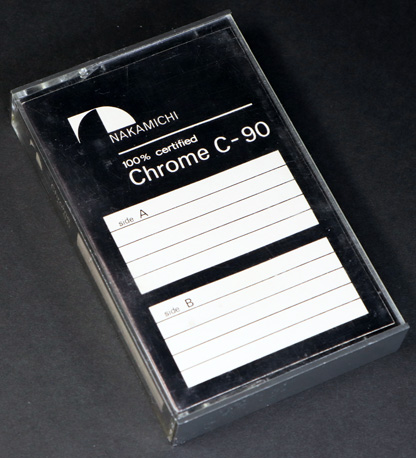 NAKAMICHI
100% certified
Chrome C-90
side A
side B